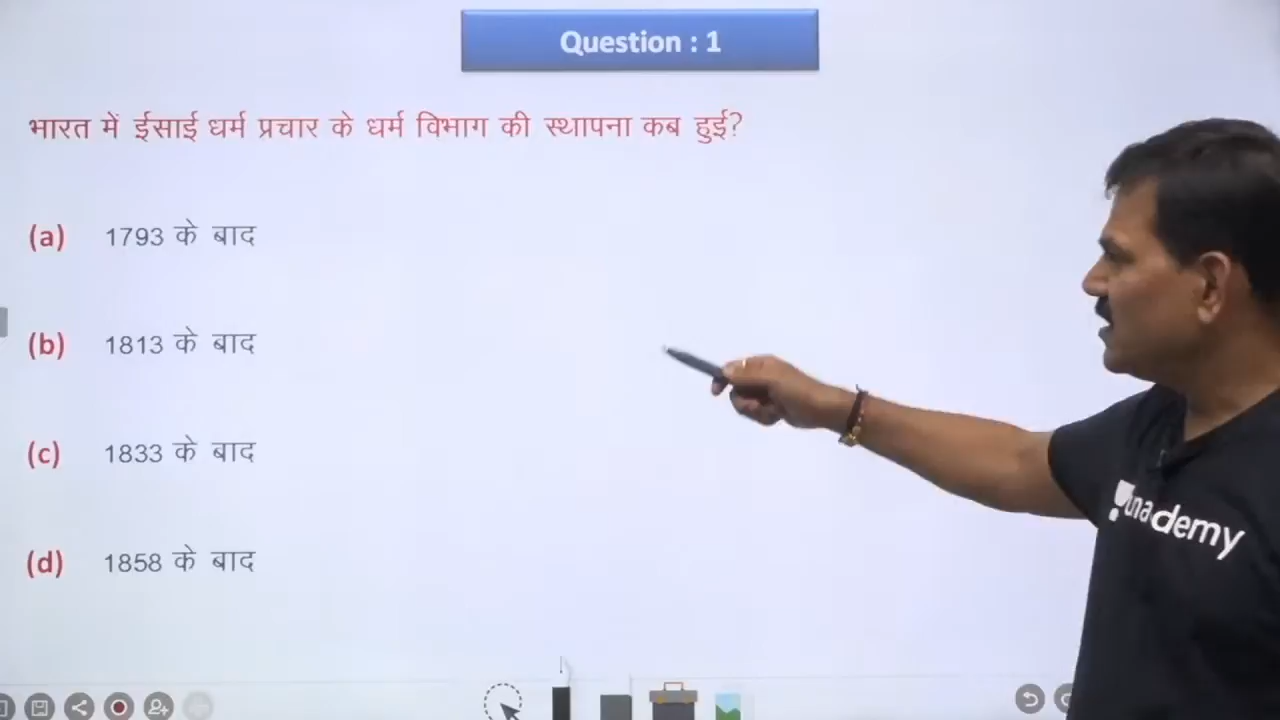 Question : 1
भारत में ईसाई धर्म प्रचार के धर्म विभाग की स्थापना कब हुई?
(a) 1793 के बाद
(b) 1813 के बाद
(c) 1833 के बाद
(d) 1858 के बाद
unacademy